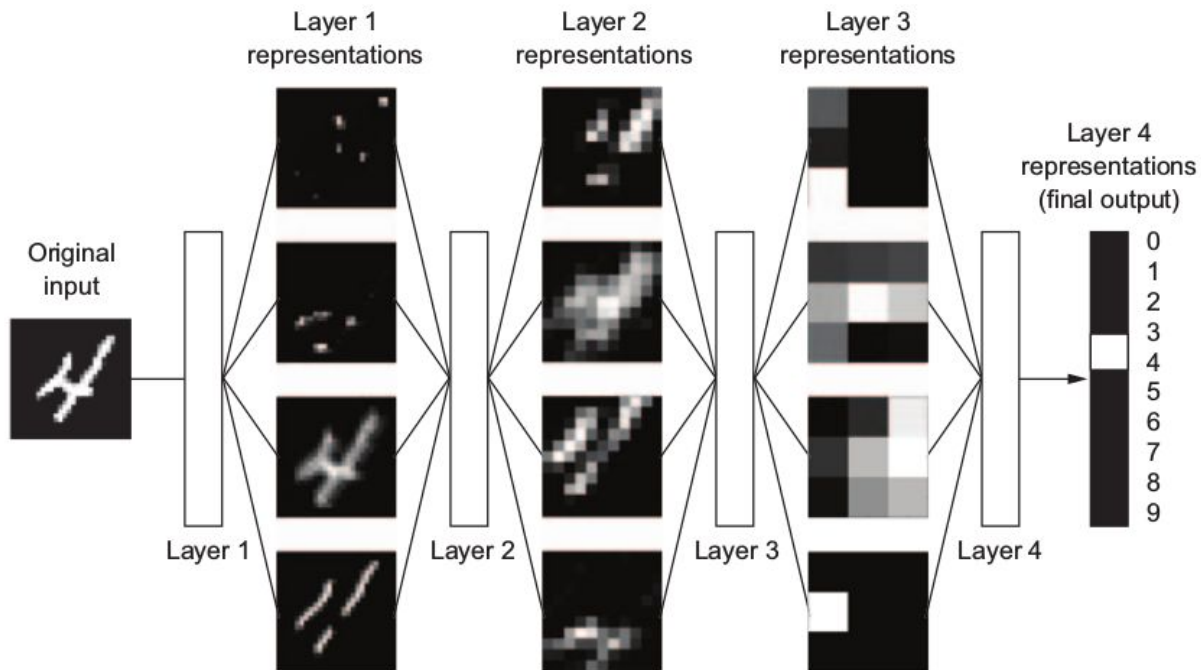 Layer 1
representations
Layer 2
representations
Layer 3
representations
Layer 4
representations
(final output)
Original
input
0
1
2
3
4
5
6
7
8
9
Layer 1
Layer 2
Layer 3
Layer 4